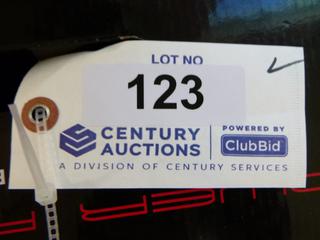 LOT NO
123
CENTURY
AUCTIONS
POWERED BY
ClubBid
A DIVISION OF CENTURY SERVICES